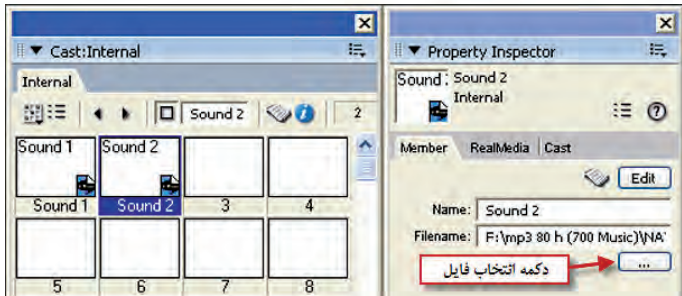 Cast:Internal
Internal
Sound 2
2
Sound 1
Sound 2
Sound 1
Sound 2
3
4
5
6
7
8
Property Inspector
Sound
Sound 2
Internal
Member
RealMedia
Cast
Edit
Name:
Sound 2
Filename:
F:\mp3 80 h (700 Music)\NA'
...
دکمه انتخاب فایل